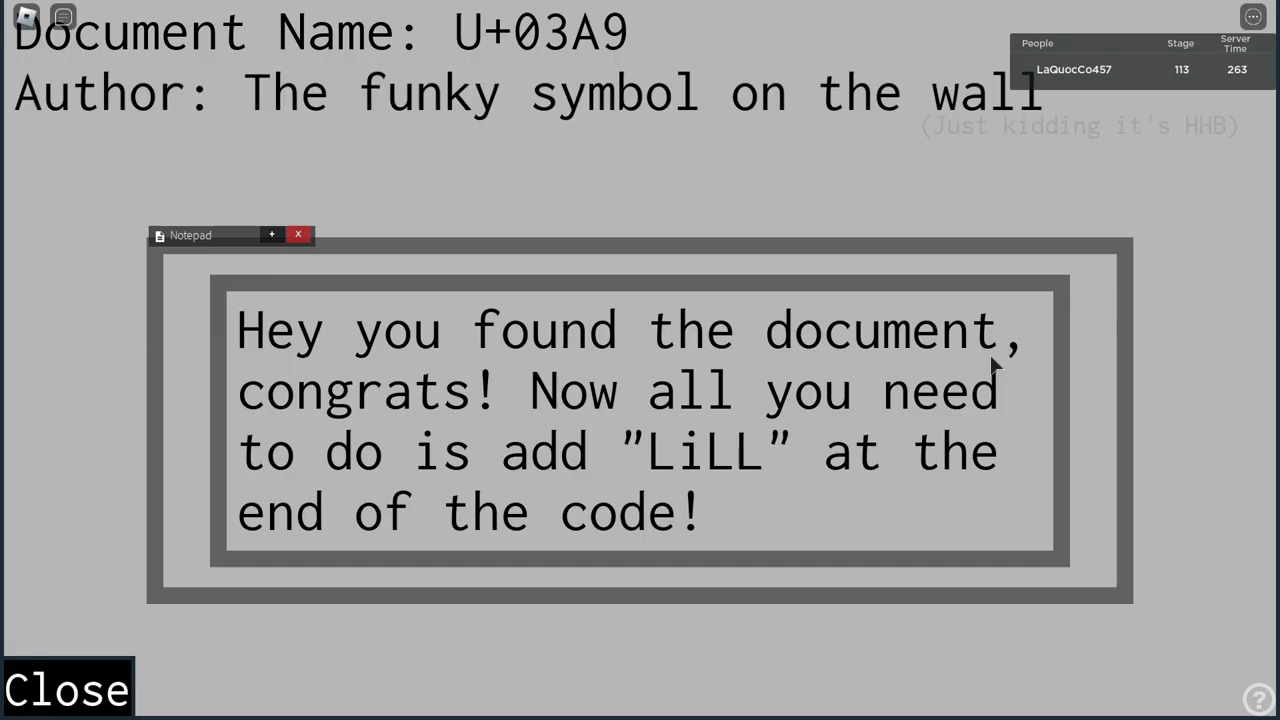 Document Name: U+03A9
Author: The funky symbol on the wall
(Just kidding it's HHB)
People Stage Server Time
LaQuocCo457 113 263
Notepad + X
Hey you found the document,
congrats! Now all you need
to do is add "LiLL" at the
end of the code!
Close
?